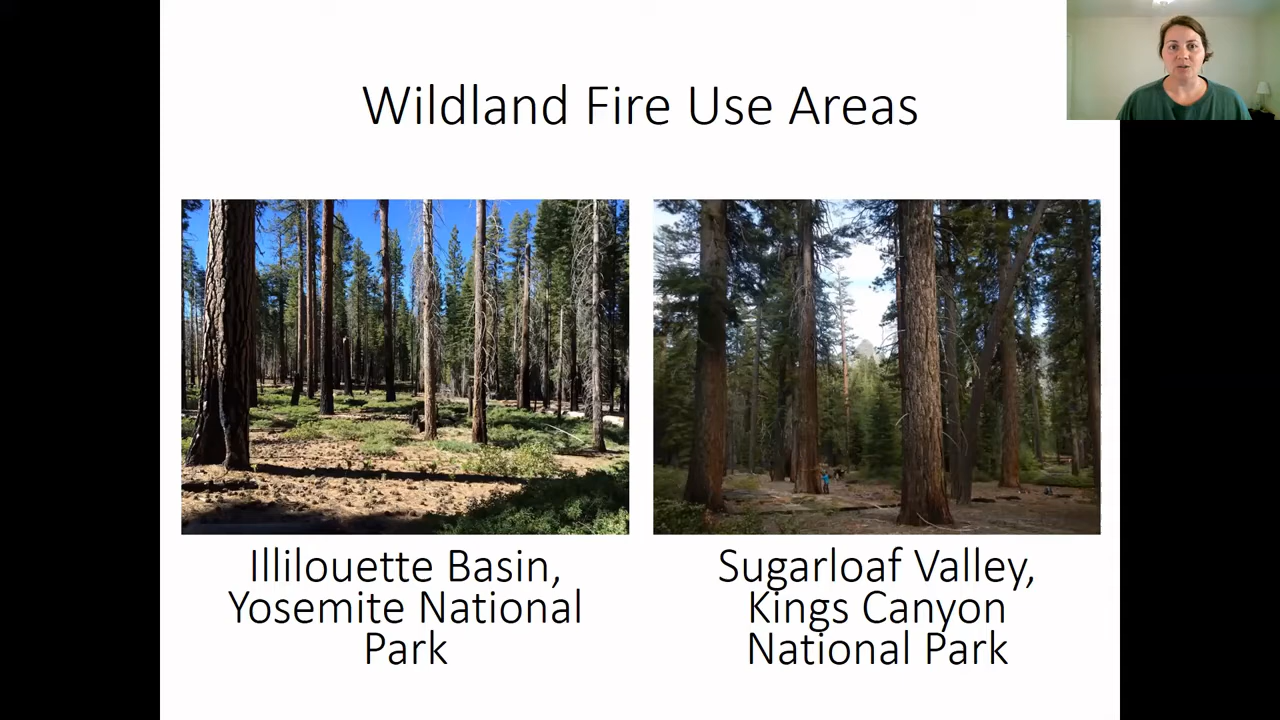 Wildland Fire Use Areas
Illilouette Basin,
Yosemite National
Park
Sugarloaf Valley,
Kings Canyon
National Park